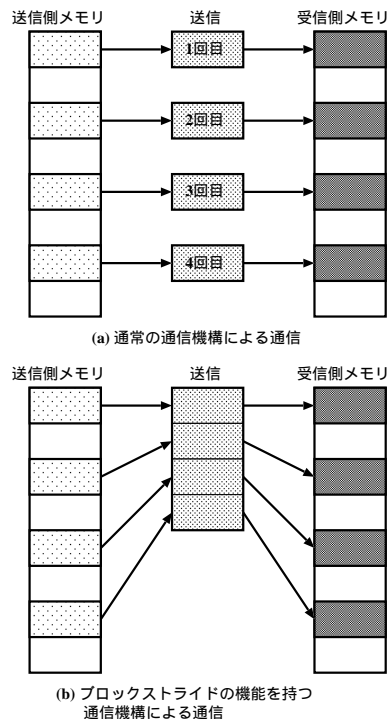 送信側メモリ 送信 受信側メモリ
1回目
2回目
3回目
4回目
(a) 通常の通信機構による通信
送信側メモリ 送信 受信側メモリ
(b) ブロックストライドの機能を持つ
通信機構による通信